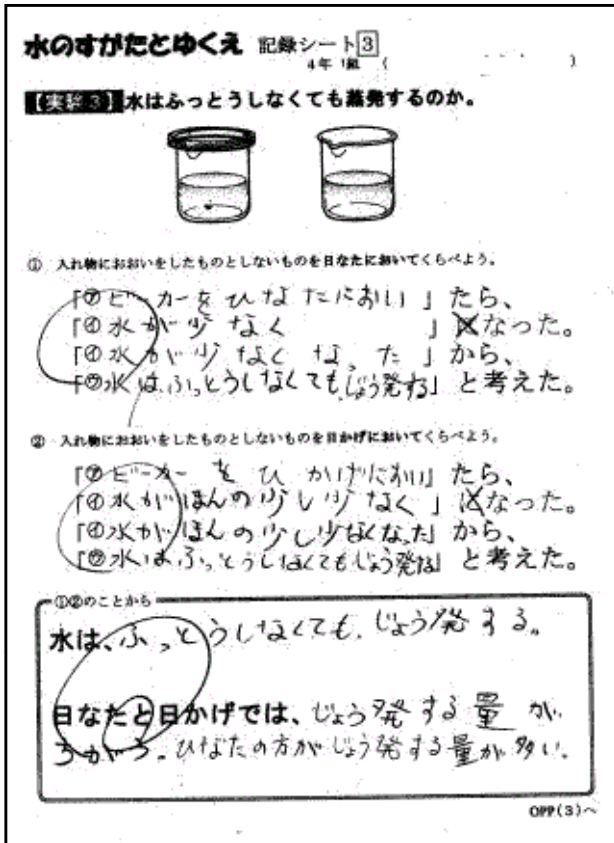 水のすがたとゆくえ 記録シート3
4年 1組 ( )
【実験3】水はふっとうしなくても蒸発するのか。
① 入れ物におおいをしたものとしないものを日なたにおいてくらべよう。
「㋐ビーカーをひなたにおい」たら、
「㋑水が少なく」になった。
「㋑水が少なくなった」から、
「㋒水は、ふっとうしなくても、じょう発する」と考えた。
② 入れ物におおいをしたものとしないものを日かげにおいてくらべよう。
「㋐ビーカーをひかげにおい」たら、
「㋑水がほんの少し少なく」になった。
「㋑水がほんの少し少なくなった」から、
「㋒水はふっとうしなくてもじょう発する」と考えた。
①②のことから
水は、ふっとうしなくても、じょう発する。
日なたと日かげでは、じょう発する量が
ちがう。ひなたの方がじょう発する量が多い。
OPP(3)へ